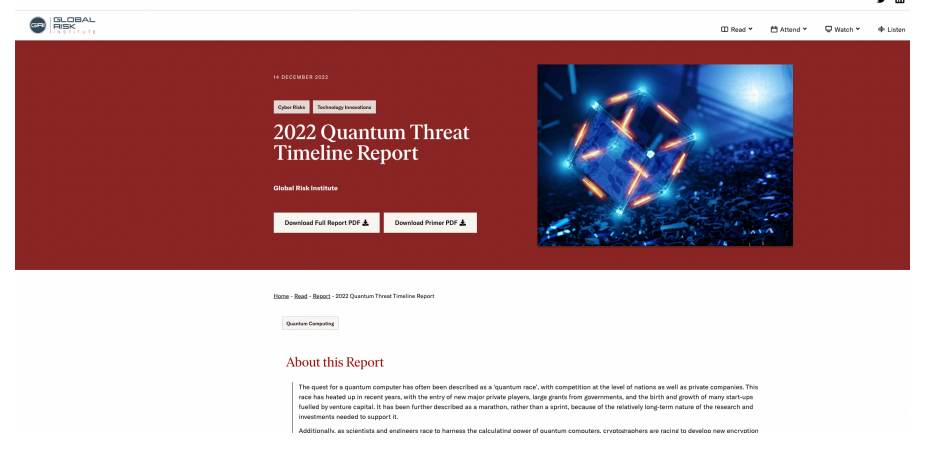 GRI
GLOBAL
RISK
INSTITUTE
Read
Attend
Watch
Listen
14 DECEMBER 2022
Cyber Risks
Technology Innovations
2022 Quantum Threat
Timeline Report
Global Risk Institute
Download Full Report PDF
Download Primer PDF
Home - Read - Report - 2022 Quantum Threat Timeline Report
Quantum Computing
About this Report
The quest for a quantum computer has often been described as a 'quantum race', with competition at the level of nations as well as private companies. This
race has heated up in recent years, with the entry of new major private players, large grants from governments, and the birth and growth of many start-ups
fuelled by venture capital. It has been further described as a marathon, rather than a sprint, because of the relatively long-term nature of the research and
investments needed to support it.
Additionally, as scientists and engineers race to harness the calculating power of quantum computers, cryptographers are racing to develop new encryption